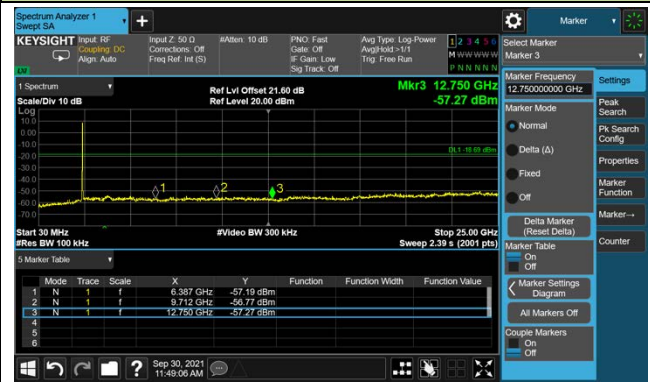 Spectrum Analyzer 1
Swept SA
Marker
KEYSIGHT
Input: RF
Coupling: DC
Align: Auto
Input Z: 50 Ω
Corrections: Off
Freq Ref: Int (S)
#Atten: 10 dB
PNO: Fast
Gate: Off
IF Gain: Low
Sig Track: Off
Avg Type: Log-Power
Avg|Hold:>1/1
Trig: Free Run
1 2 3 4 5 6
M W W W W W
P N N N N N
LM
Select Marker
Marker 3
1 Spectrum
Scale/Div 10 dB
Log
Ref Lvl Offset 21.60 dB
Ref Level 20.00 dBm
Mkr3 12.750 GHz
-57.27 dBm
10.0
0.00
-10.0
-20.0
-30.0
-40.0
-50.0
-60.0
-70.0
1
2
3
Start 30 MHz
#Res BW 100 kHz
#Video BW 300 kHz
Stop 25.00 GHz
Sweep 2.39 s (2001 pts)
5 Marker Table
Mode Trace Scale X Y Function Function Width Function Value
1 N 1 f 6.387 GHz -57.19 dBm
2 N 1 f 9.712 GHz -56.77 dBm
3 N 1 f 12.750 GHz -57.27 dBm
4
5
6
Marker Frequency
12.750000000 GHz
Marker Mode
Normal
Delta (Δ)
Fixed
Off
Delta Marker
(Reset Delta)
Marker Table
On
Off
Marker Settings
Diagram
All Markers Off
Couple Markers
On
Off
Settings
Peak
Search
Pk Search
Config
Properties
Marker
Function
Marker→
Counter
?
Sep 30, 2021
11:49:06 AM